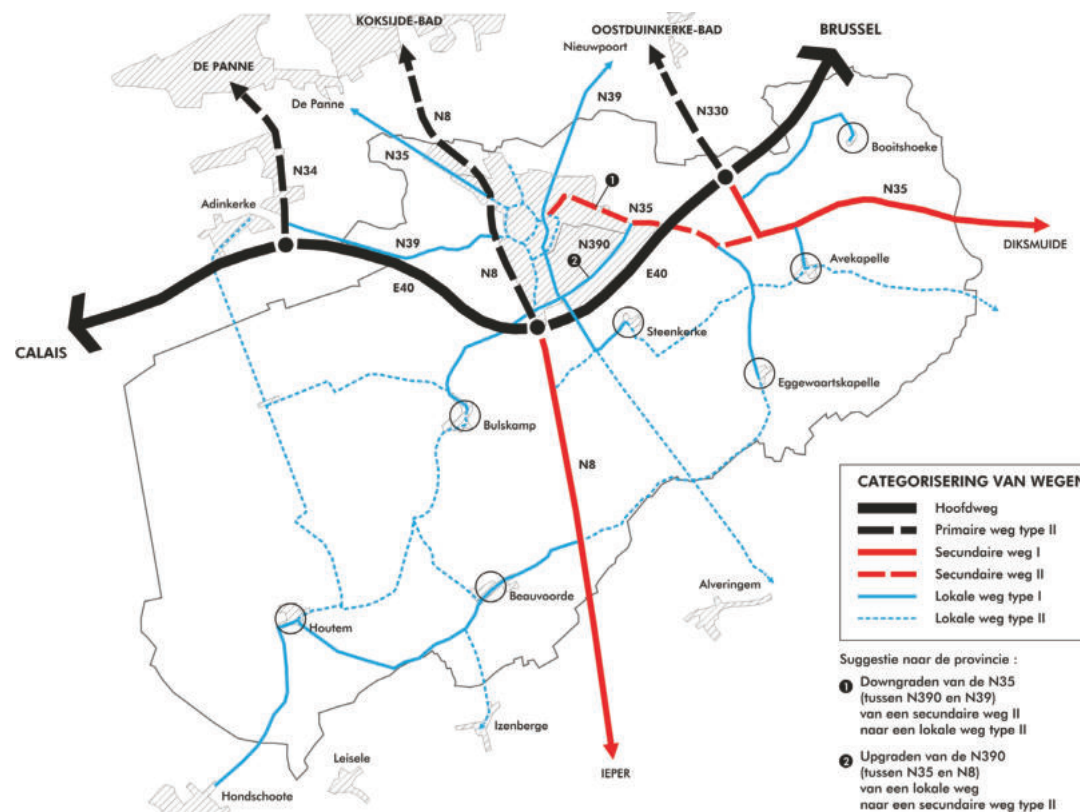 KOKSIJDE-BAD
OOSTDUINKERKE-BAD
BRUSSEL
Nieuwpoort
DE PANNE
De Panne
N8
N39
N330
Booitshoeke
N35
N34
Adinkerke
1
N35
N35
DIKSMUIDE
N39
N390
2
Avekapelle
N8
E40
E40
Steenkerke
CALAIS
Eggewaartskapelle
Bulskamp
N8
CATEGORISERING VAN WEGEN
Hoofdweg
Primaire weg type II
Secundaire weg I
Secundaire weg II
Lokale weg type I
Lokale weg type II
Beauvoorde
Alveringem
Houtem
Suggestie naar de provincie :
1 Downgraden van de N35
(tussen N390 en N39)
van een secundaire weg II
naar een lokale weg type II
Izenberge
2 Upgraden van de N390
(tussen N35 en N8)
van een lokale weg
naar een secundaire weg type II
Leisele
IEPER
Hondschoote